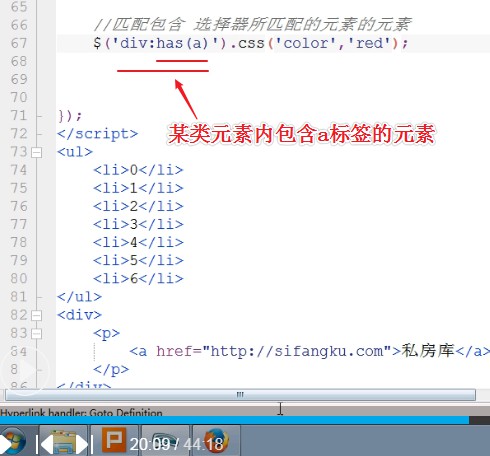 65
66 //匹配包含 选择器所匹配的元素的元素
67 $('div:has(a)').css('color','red');
68
69
70
某类元素内包含a标签的元素
71 });
72 </script>
73 <ul>
74 <li>0</li>
75 <li>1</li>
76 <li>2</li>
77 <li>3</li>
78 <li>4</li>
79 <li>5</li>
80 <li>6</li>
81 </ul>
82 <div>
83 <p>
84 <a href="http://sifangku.com">私房库</a>
85 </p>
86 </div>
Hyperlink handler: Goto Definition
20:09 / 44:18